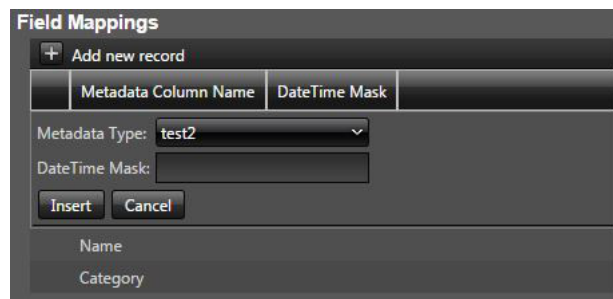 Field Mappings
+ Add new record
Metadata Column Name DateTime Mask
Metadata Type: test2
DateTime Mask:
Insert Cancel
Name
Category